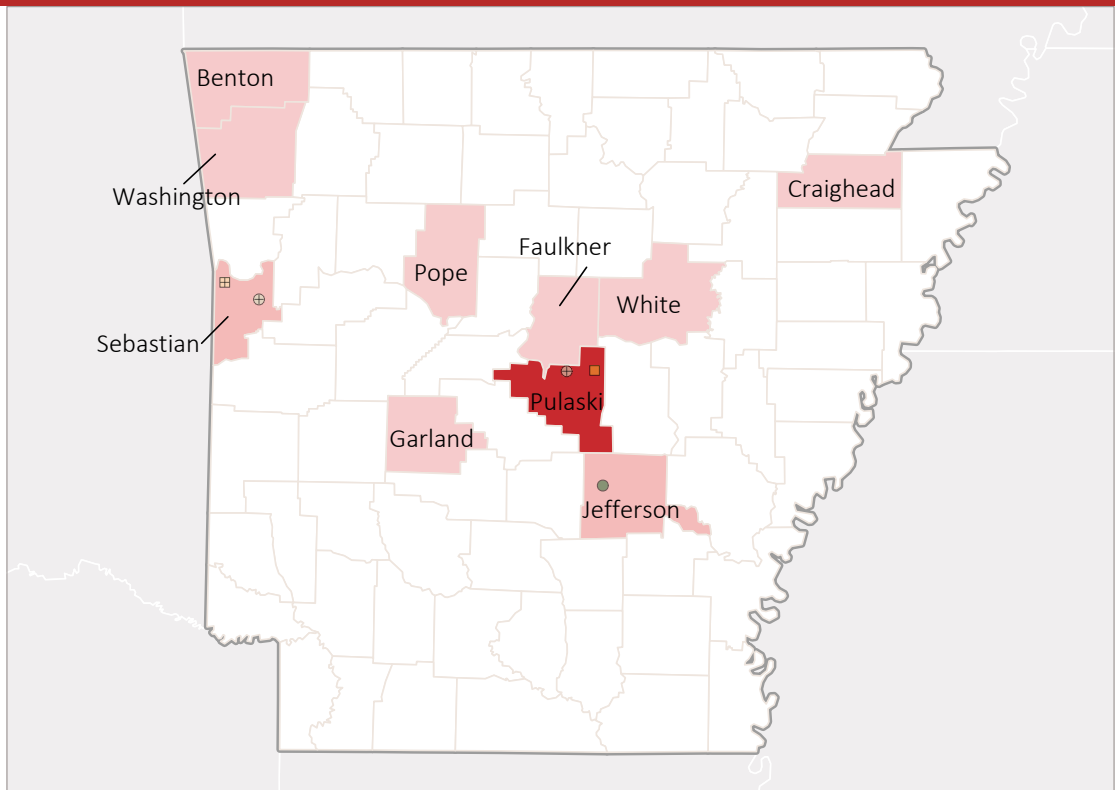 Benton
Washington
Craighead
Faulkner
Pope
White
Sebastian
Pulaski
Garland
Jefferson